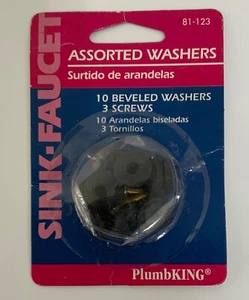 81-123
ASSORTED WASHERS
Surtido de arandelas
10 BEVELED WASHERS
3 SCREWS
10 Arandelas biseladas
3 Tornillos
SINK-FAUCET
PlumbKING®